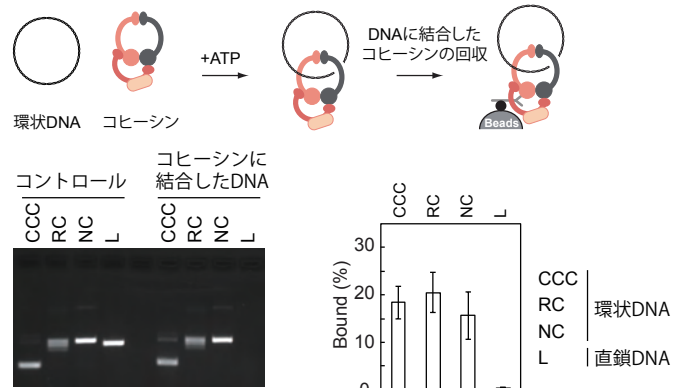 +ATP
DNAに結合した
コヒーシンの回収
環状DNA
コヒーシン
Beads
コントロール
コヒーシンに
結合したDNA
CCC
RC
NC
L
CCC
RC
NC
L
CCC
RC
NC
L
Bound (%)
30
20
10
0
CCC
RC
NC
環状DNA
L
直鎖DNA